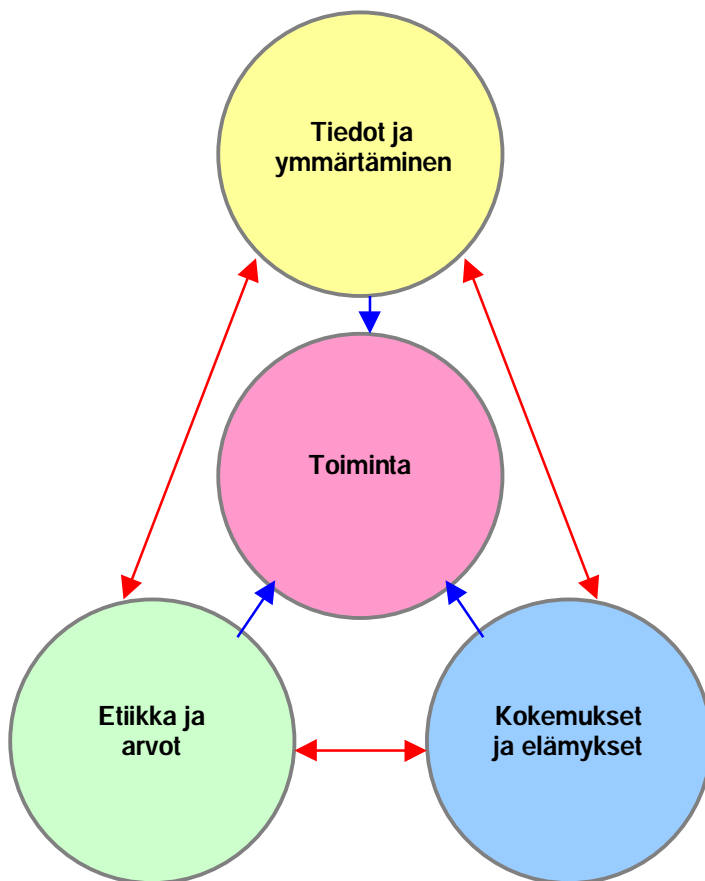 Tiedot ja
ymmärtäminen
Toiminta
Etiikka ja
arvot
Kokemukset
ja elämykset